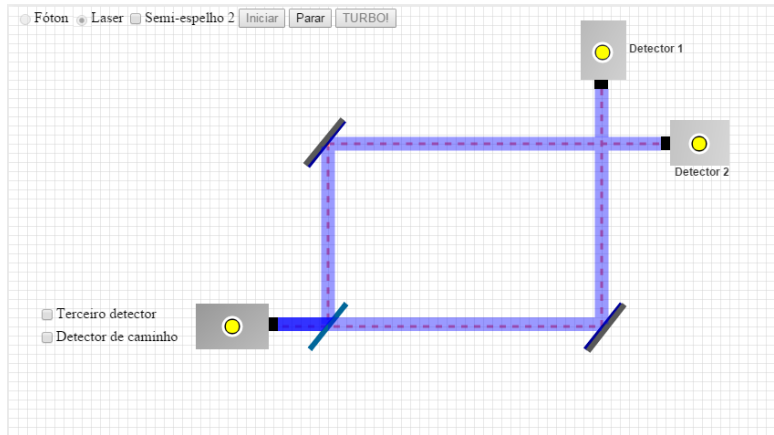 Fóton Laser Semi-espelho 2 Iniciar Parar TURBO!
Detector 1
Detector 2
Terceiro detector
Detector de caminho